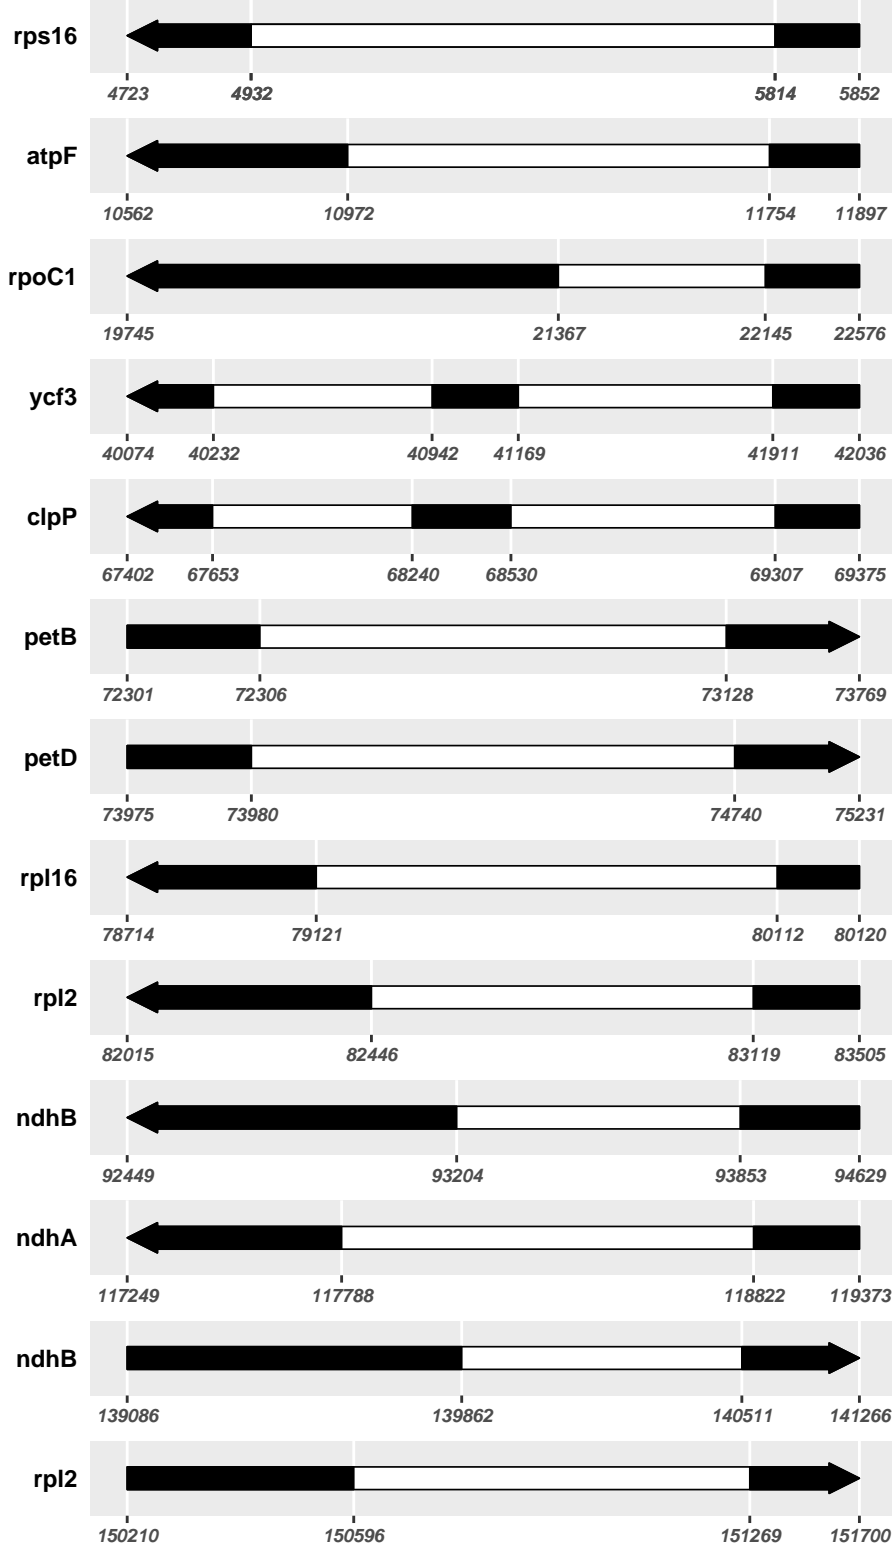 rps16
4723 4932 5814 5852
atpF
10562 10972 11754 11897
rpoC1
19745 21367 22145 22576
ycf3
40074 40232 40942 41169 41911 42036
clpP
67402 67653 68240 68530 69307 69375
petB
72301 72306 73128 73769
petD
73975 73980 74740 75231
rpl16
78714 79121 80112 80120
rpl2
82015 82446 83119 83505
ndhB
92449 93204 93853 94629
ndhA
117249 117788 118822 119373
ndhB
139086 139862 140511 141266
rpl2
150210 150596 151269 151700